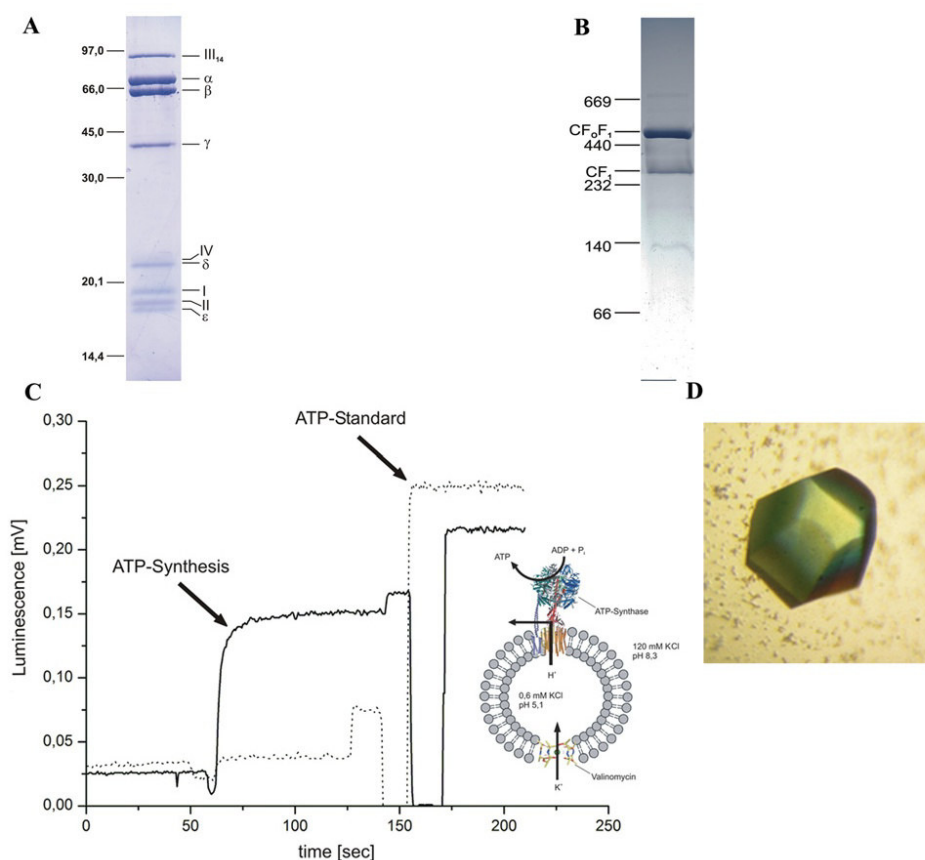 A
97,0
66,0
45,0
30,0
20,1
14,4
III14
α
β
γ
IV
δ
I
II
ε
B
669
CFoF1
440
CF1
232
140
66
C
ATP-Standard
ATP-Synthesis
Luminescence [mV]
0,30
0,25
0,20
0,15
0,10
0,05
0,00
0
50
100
150
200
250
time [sec]
ATP
ADP + Pi
ATP-Synthase
120 mM KCl
pH 8,3
H+
0,6 mM KCl
pH 5,1
Valinomycin
K+
D